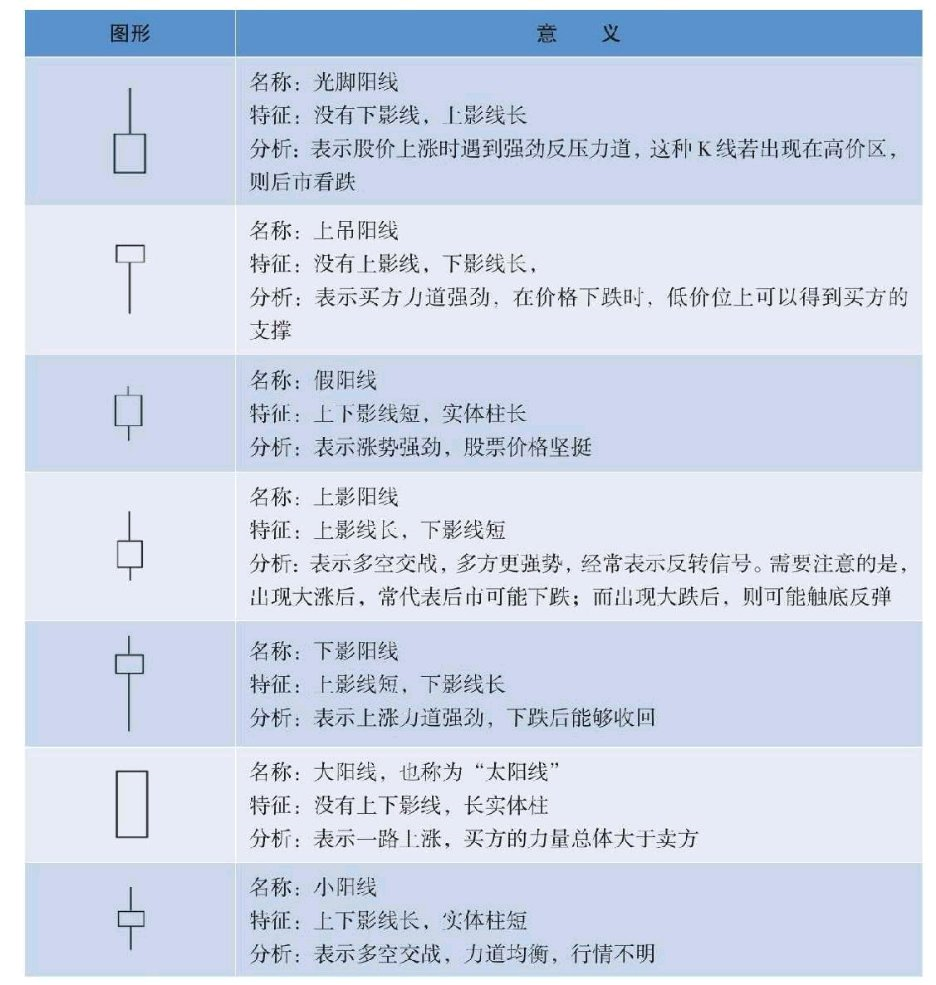 图形
意 义
名称：光脚阳线
特征：没有下影线，上影线长
分析：表示股价上涨时遇到强劲反压力道，这种K线若出现在高价区，
则后市看跌
名称：上吊阳线
特征：没有上影线，下影线长，
分析：表示买方力道强劲，在价格下跌时，低价位上可以得到买方的
支撑
名称：假阳线
特征：上下影线短，实体柱长
分析：表示涨势强劲，股票价格坚挺
名称：上影阳线
特征：上影线长，下影线短
分析：表示多空交战，多方更强势，经常表示反转信号。需要注意的是，
出现大涨后，常代表后市可能下跌；而出现大跌后，则可能触底反弹
名称：下影阳线
特征：上影线短，下影线长
分析：表示上涨力道强劲，下跌后能够收回
名称：大阳线，也称为“太阳线”
特征：没有上下影线，长实体柱
分析：表示一路上涨，买方的力量总体大于卖方
名称：小阳线
特征：上下影线长，实体柱短
分析：表示多空交战，力道均衡，行情不明